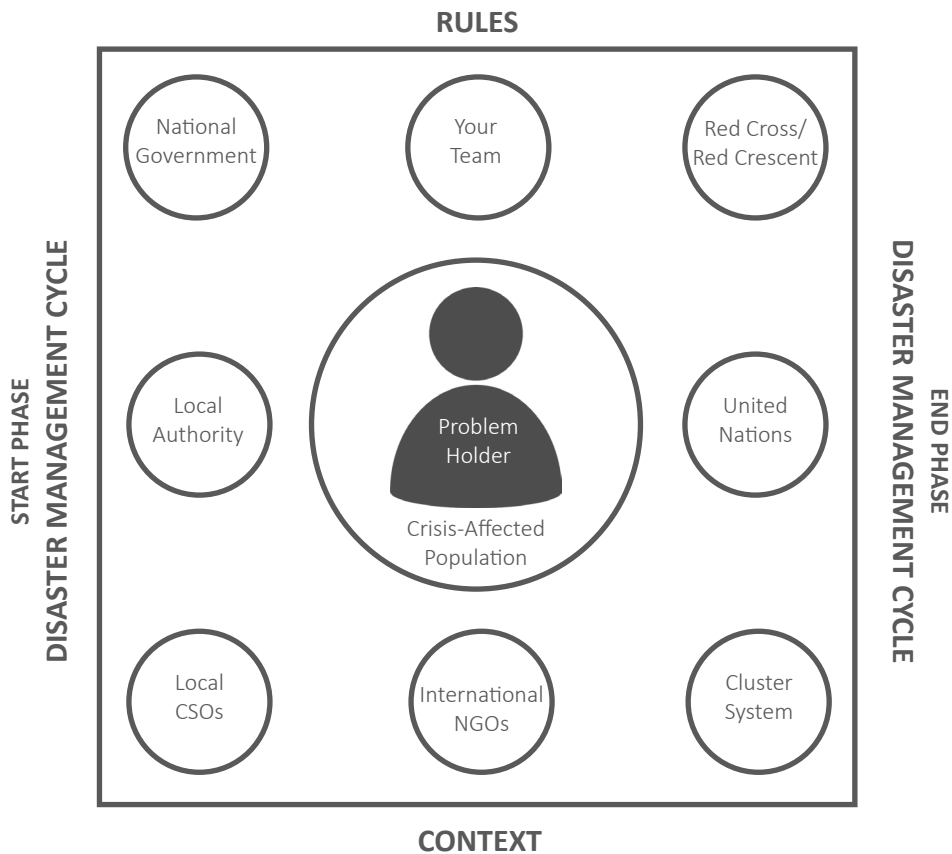 RULES
National
Government
Your
Team
Red Cross/
Red Crescent
START PHASE
DISASTER MANAGEMENT CYCLE
Local
Authority
Problem
Holder
Crisis-Affected
Population
United
Nations
DISASTER MANAGEMENT CYCLE
END PHASE
Local
CSOs
International
NGOs
Cluster
System
CONTEXT